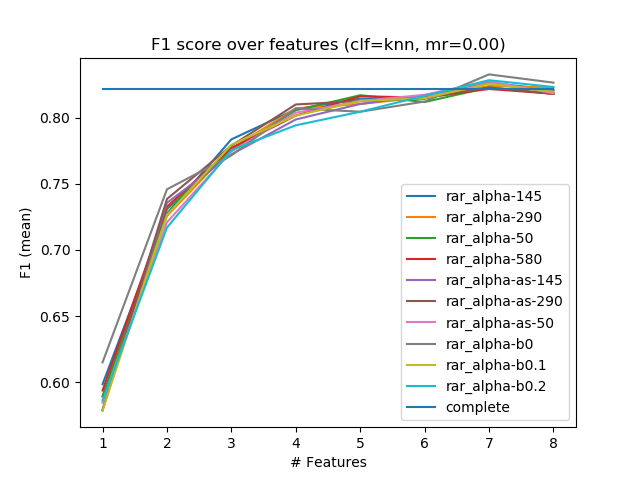 F1 score over features (clf=knn, mr=0.00)
F1 (mean)
0.80
0.75
0.70
0.65
0.60
rar_alpha-145
rar_alpha-290
rar_alpha-50
rar_alpha-580
rar_alpha-as-145
rar_alpha-as-290
rar_alpha-as-50
rar_alpha-b0
rar_alpha-b0.1
rar_alpha-b0.2
complete
1 2 3 4 5 6 7 8
# Features